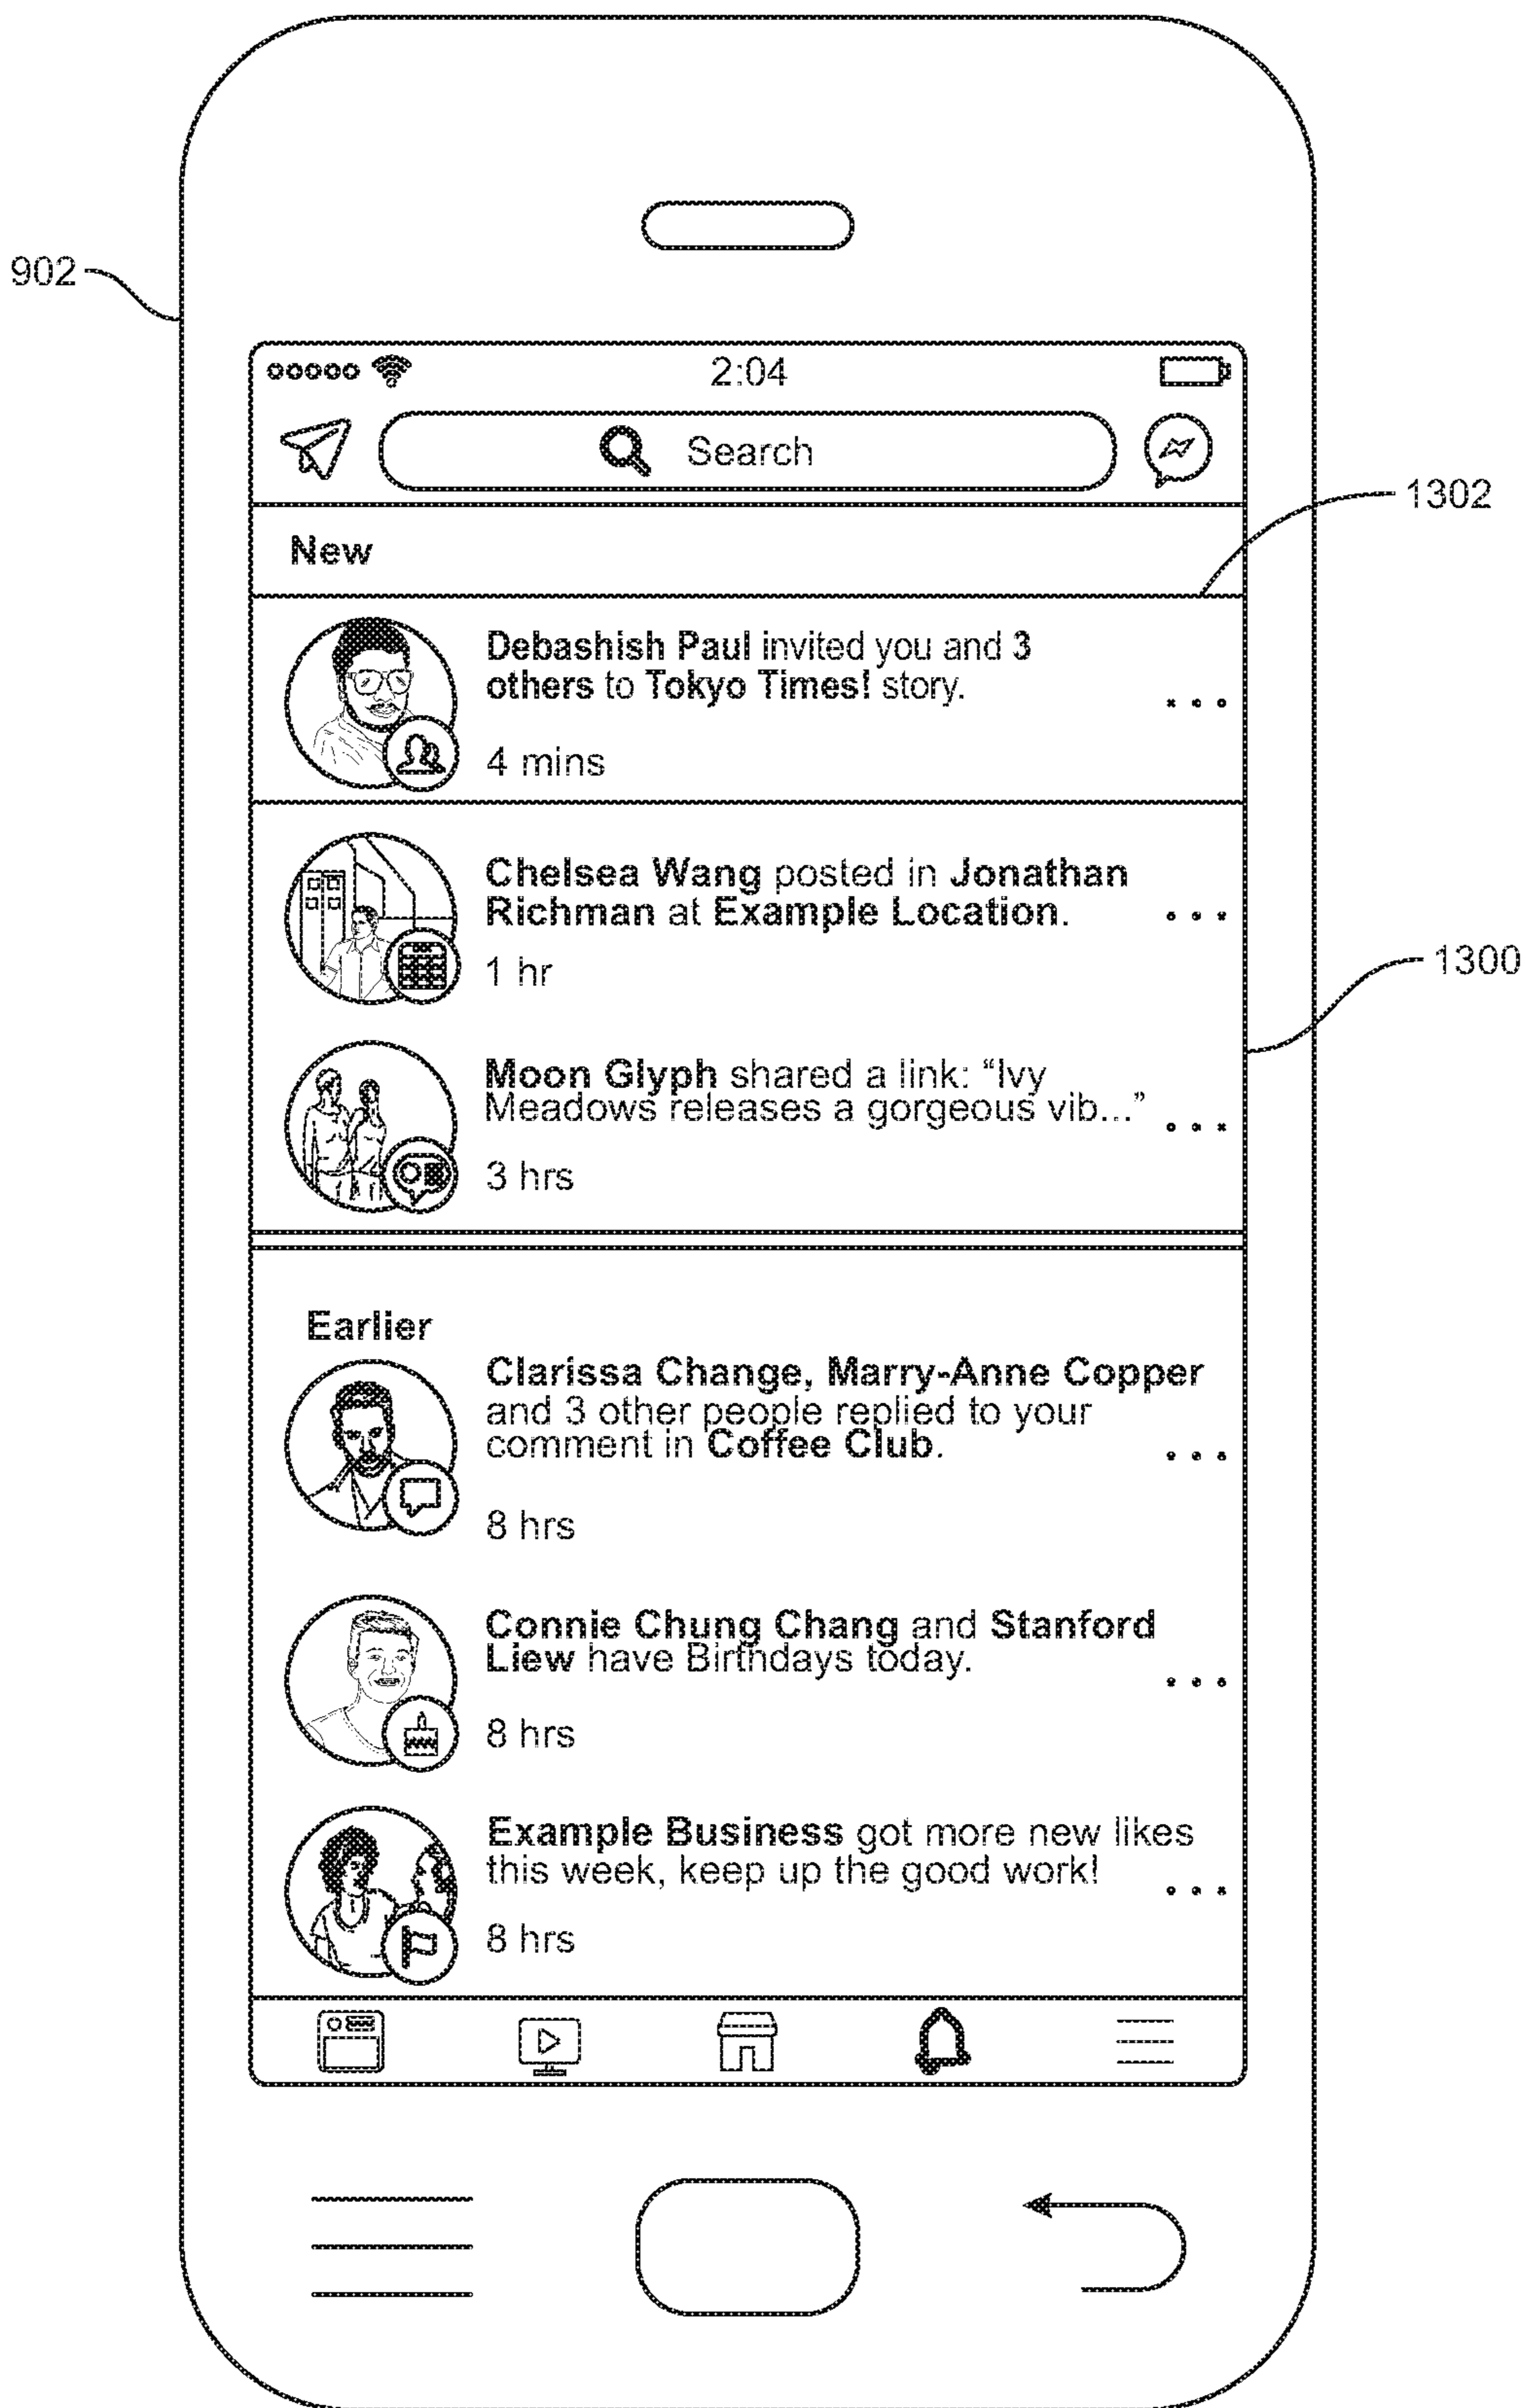 902
2:04
Search
1302
New
Debashish Paul invited you and 3
others to Tokyo Times! story.
4 mins
Chelsea Wang posted in Jonathan
Richman at Example Location.
1 hr
1300
Moon Glyph shared a link: “Ivy
Meadows releases a gorgeous vib...”
3 hrs
Earlier
Clarissa Change, Marry-Anne Copper
and 3 other people replied to your
comment in Coffee Club.
8 hrs
Connie Chung Chang and Stanford
Liew have Birthdays today.
8 hrs
Example Business got more new likes
this week, keep up the good work!
8 hrs